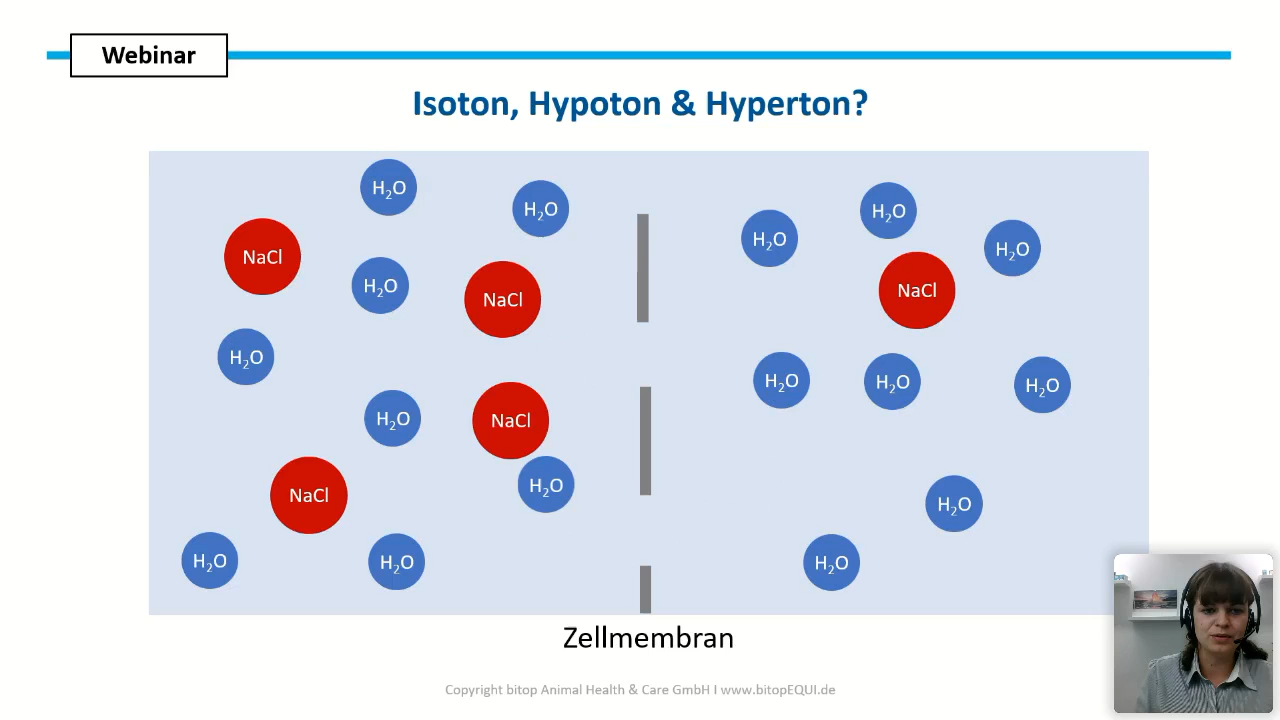 Webinar
Isoton, Hypoton & Hyperton?
H₂O
H₂O
NaCl
H₂O
NaCl
H₂O
H₂O
NaCl
H₂O
NaCl
H₂O
H₂O
H₂O
H₂O
H₂O
NaCl
H₂O
H₂O
H₂O
H₂O
H₂O
Zellmembran
Copyright bitop Animal Health & Care GmbH I www.bitopEQUI.de